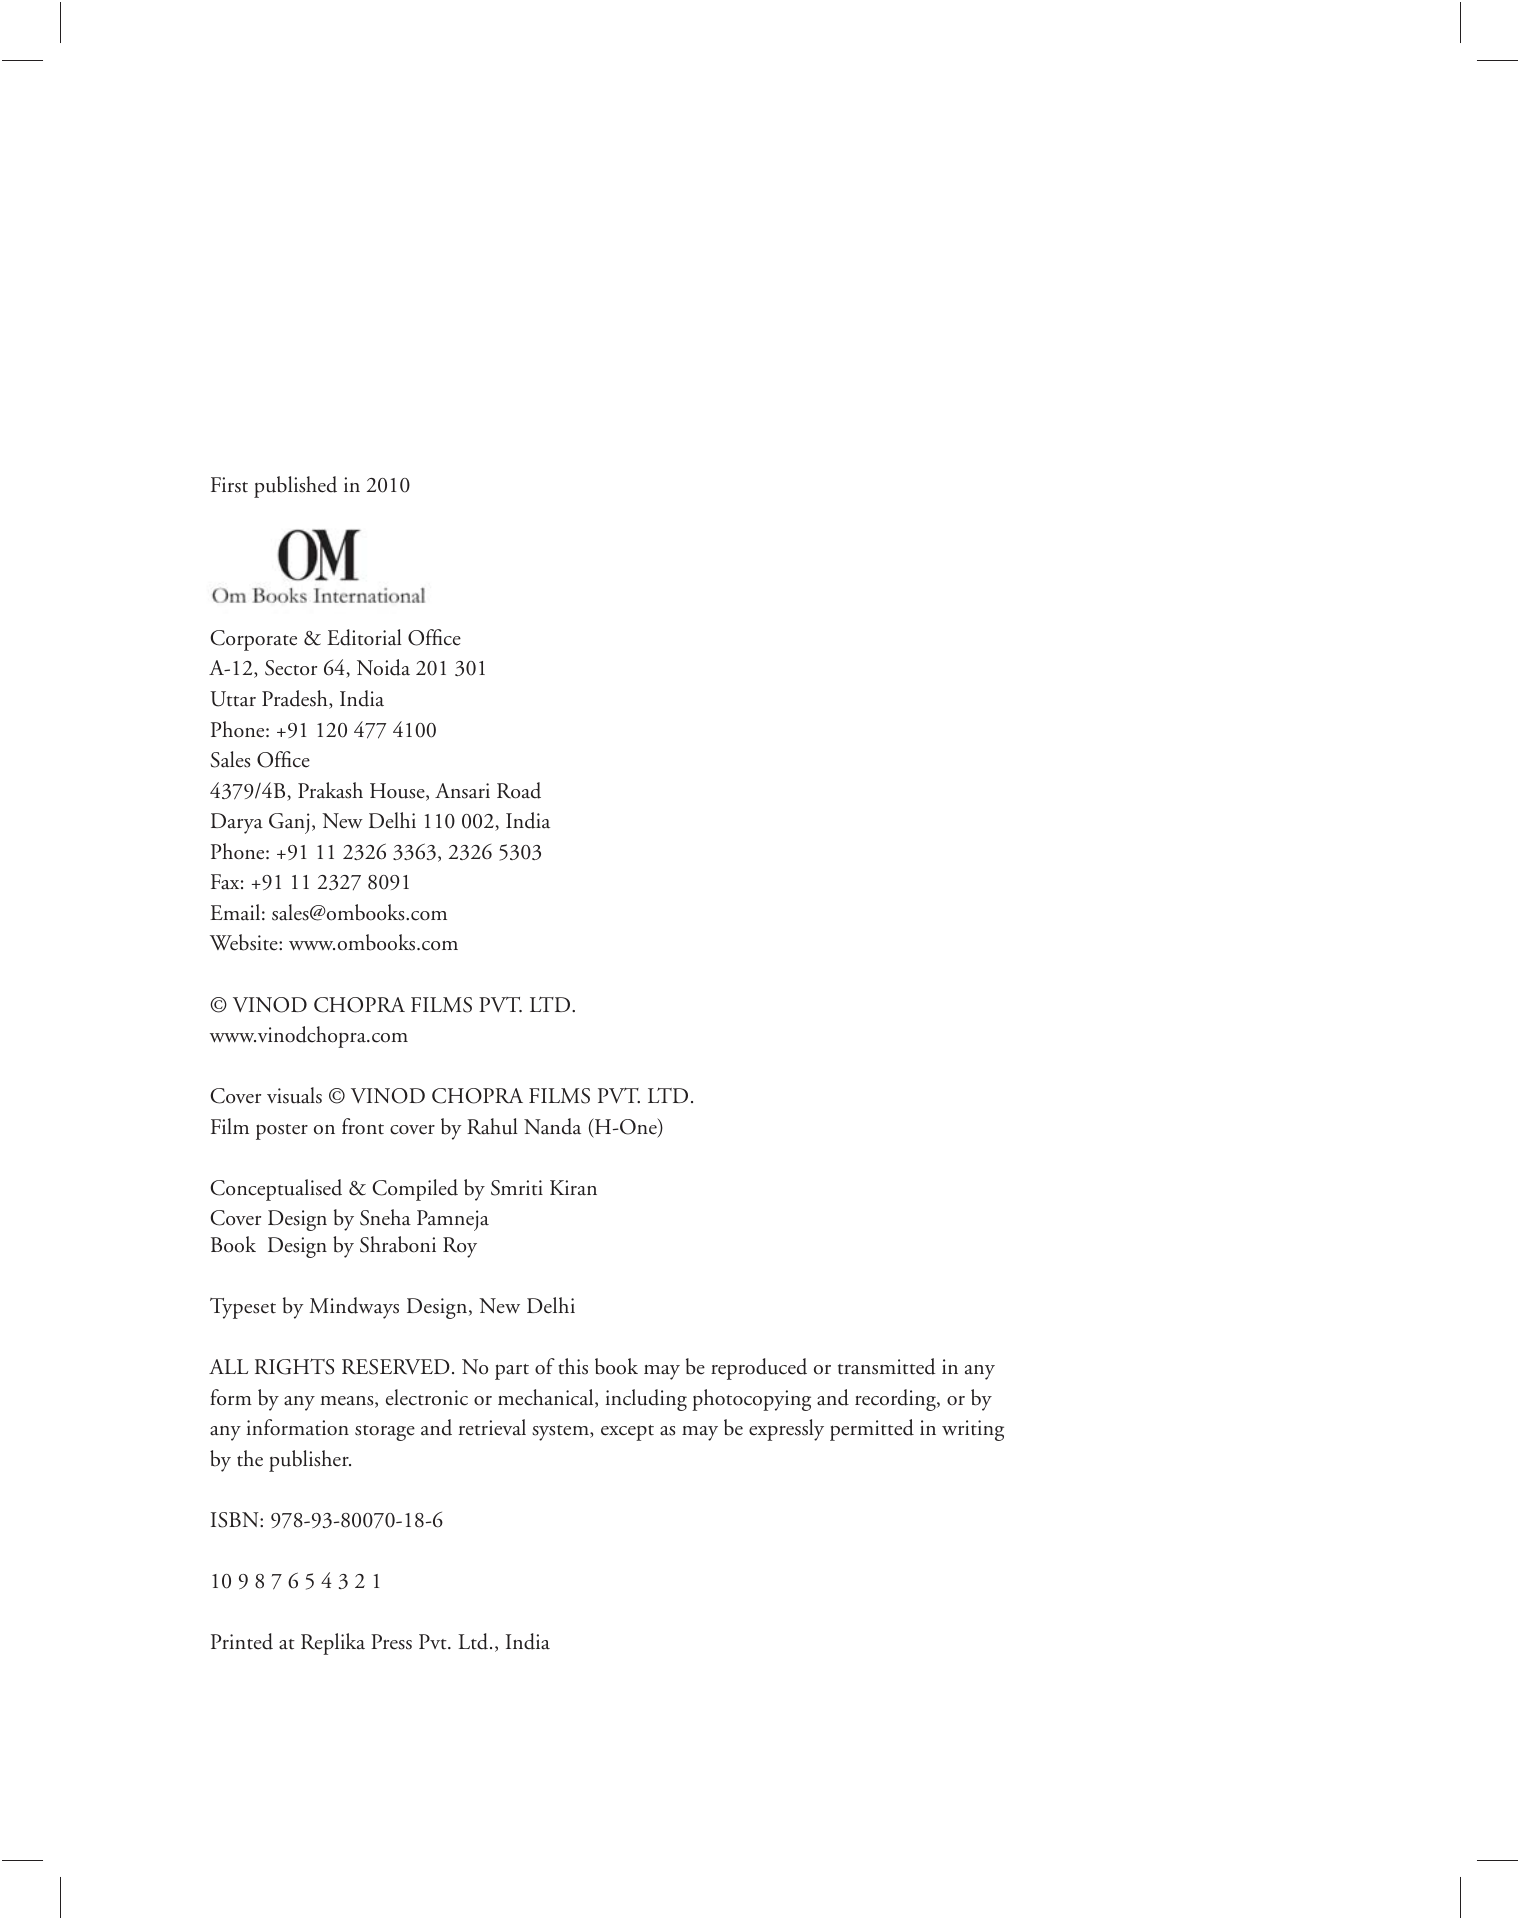 First published in 2010
OM
Om Books International
Corporate & Editorial Office
A-12, Sector 64, Noida 201 301
Uttar Pradesh, India
Phone: +91 120 477 4100
Sales Office
4379/4B, Prakash House, Ansari Road
Darya Ganj, New Delhi 110 002, India
Phone: +91 11 2326 3363, 2326 5303
Fax: +91 11 2327 8091
Email: sales@ombooks.com
Website: www.ombooks.com
© VINOD CHOPRA FILMS PVT. LTD.
www.vinodchopra.com
Cover visuals © VINOD CHOPRA FILMS PVT. LTD.
Film poster on front cover by Rahul Nanda (H-One)
Conceptualised & Compiled by Smriti Kiran
Cover Design by Sneha Pamneja
Book  Design by Shraboni Roy
Typeset by Mindways Design, New Delhi
ALL RIGHTS RESERVED. No part of this book may be reproduced or transmitted in any
form by any means, electronic or mechanical, including photocopying and recording, or by
any information storage and retrieval system, except as may be expressly permitted in writing
by the publisher.
ISBN: 978-93-80070-18-6
10 9 8 7 6 5 4 3 2 1
Printed at Replika Press Pvt. Ltd., India